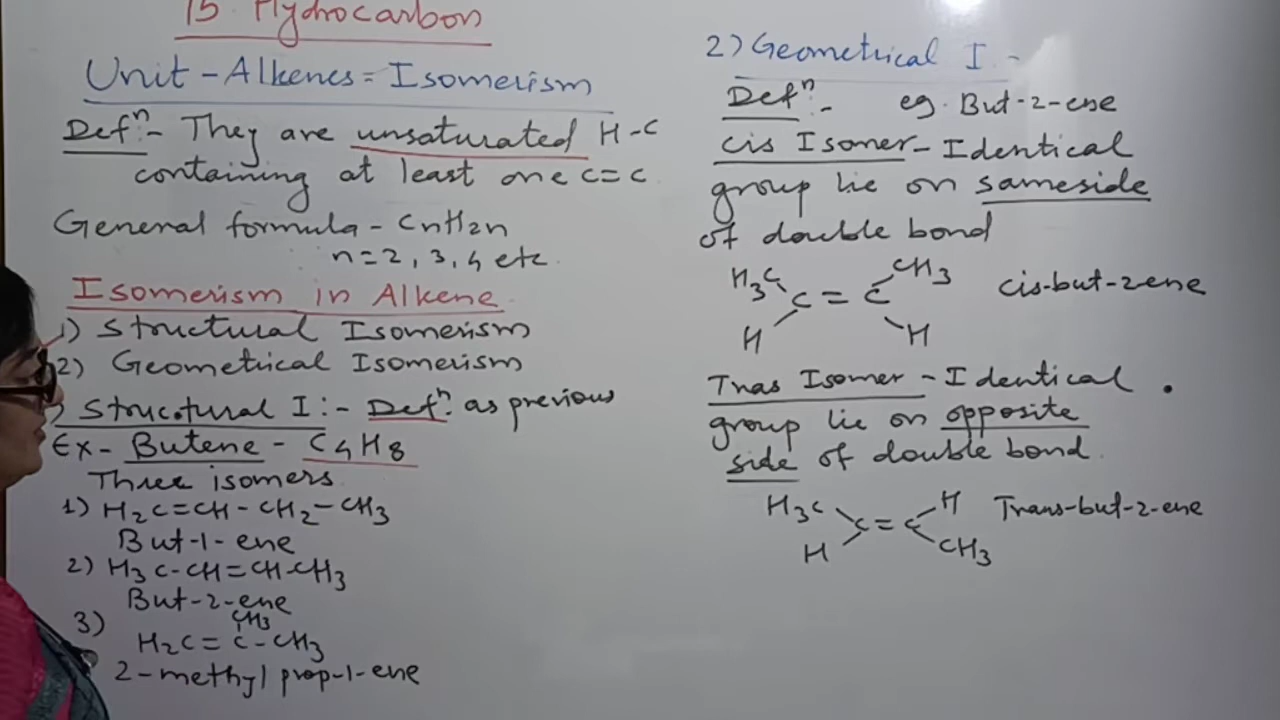 15. Hydrocarbon
Unit - Alkenes = Isomerism
Defⁿ:- They are unsaturated H-C
containing at least one C=C
General formula - CnH2n
n=2, 3, 4 etc.
Isomerism in Alkene
1) Structural Isomerism
2) Geometrical Isomerism
) Structural I:- Defⁿ. as previous
Ex- Butene - C4H8
Three isomers
1) H2C=CH-CH2-CH3
But-1-ene
2) H3C-CH=CH-CH3
But-2-ene
3)
CH3
H2C=C-CH3
2-methyl prop-1-ene
2) Geometrical I.-
Defⁿ:- eg. But-2-ene
cis Isomer - Identical
group lie on sameside
of double bond
H3C CH3
C=C cis-but-2-ene
H H
Tras Isomer - Identical
group lie on opposite
side of double bond.
H3C H Trans-but-2-ene
C=C
H CH3